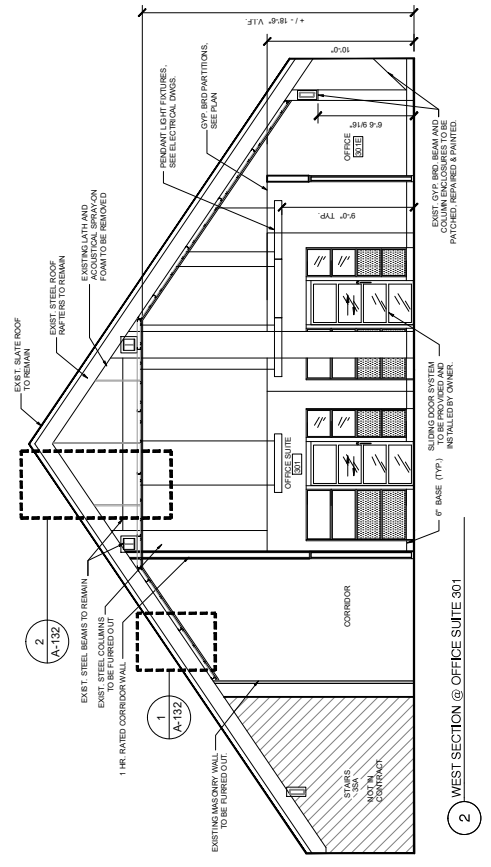 EXIST. SLATE ROOF
TO REMAIN
EXIST. STEEL ROOF
RAFTERS TO REMAIN
EXISTING LATH AND
ACOUSTICAL SPRAY-ON
FOAM TO BE REMOVED
PENDANT LIGHT FIXTURES,
SEE ELECTRICAL DWGS.
GYP. BRD PARTITIONS,
SEE PLAN
+ / - 18'-6" V.I.F.
10'-0"
2
A-132
EXIST. STEEL BEAMS TO REMAIN
EXIST. STEEL COLUMNS
TO BE FURRED OUT
1 HR. RATED CORRIDOR WALL
1
A-132
EXISTING MASONRY WALL
TO BE FURRED OUT.
STAIRS
3SA
NOT IN
CONTRACT
CORRIDOR
OFFICE SUITE
301
9'-0" TYP.
OFFICE
301E
6'-6 9/16"
6" BASE (TYP.)
SLIDING DOOR SYSTEM
TO BE PROVIDED AND
INSTALLED BY OWNER.
EXIST. GYP. BRD. BEAM AND
COLUMN ENCLOSURES TO BE
PATCHED, REPAIRED & PAINTED.
2
WEST SECTION @ OFFICE SUITE 301